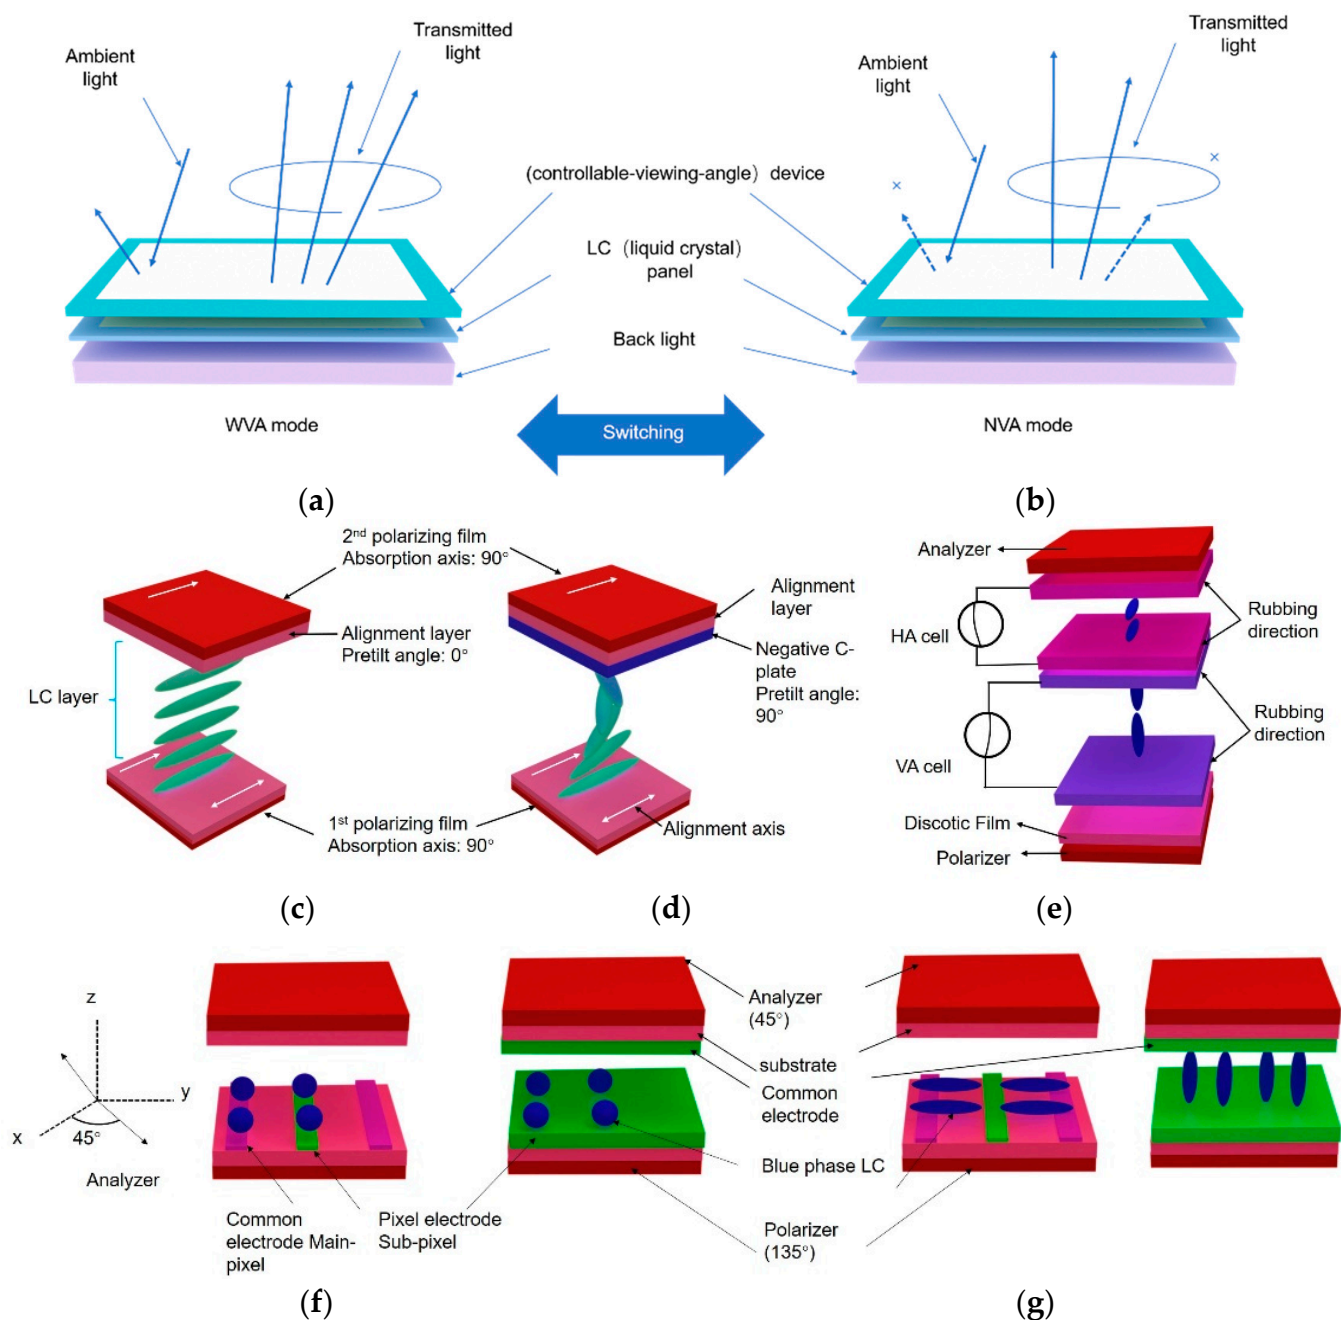 Ambient
light
Transmitted
light
Ambient
light
Transmitted
light
(controllable-viewing-angle) device
LC (liquid crystal)
panel
Back light
WVA mode
Switching
NVA mode
(a)
(b)
2nd polarizing film
Absorption axis: 90°
Alignment layer
Pretilt angle: 0°
LC layer
1st polarizing film
Absorption axis: 90°
Alignment
layer
Negative C-
plate
Pretilt angle:
90°
Alignment axis
Analyzer
HA cell
Rubbing
direction
Rubbing
direction
VA cell
Discotic Film
Polarizer
(c)
(d)
(e)
z
y
x
45°
Analyzer
Common
electrode Main-
pixel
Pixel electrode
Sub-pixel
Analyzer
(45°)
substrate
Common
electrode
Blue phase LC
Polarizer
(135°)
(f)
(g)